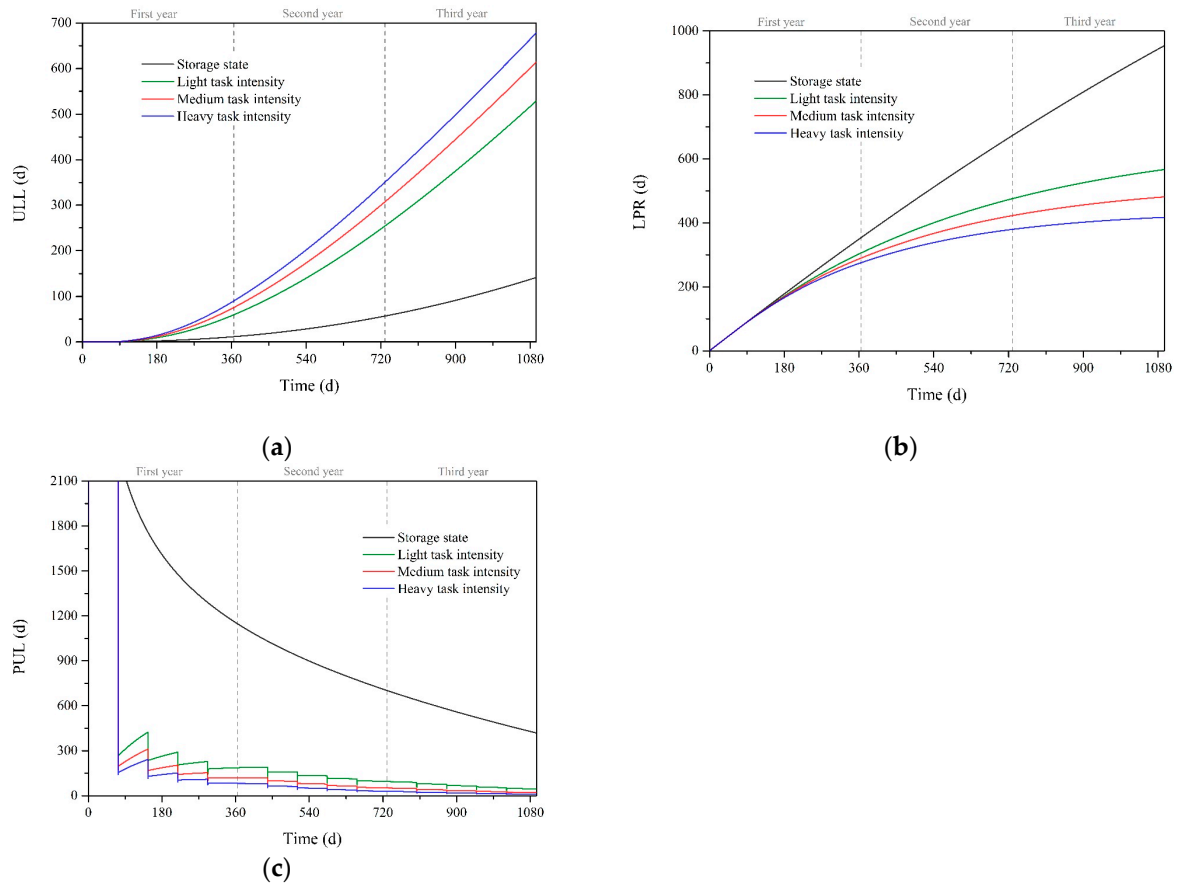 First year Second year Third year
700
600
500
400
300
200
100
0
ULL (d)
Storage state
Light task intensity
Medium task intensity
Heavy task intensity
0 180 360 540 720 900 1080
Time (d)
(a)
First year Second year Third year
1000
800
600
400
200
0
LPR (d)
Storage state
Light task intensity
Medium task intensity
Heavy task intensity
0 180 360 540 720 900 1080
Time (d)
(b)
First year Second year Third year
2100
1800
1500
1200
900
600
300
0
PUL (d)
Storage state
Light task intensity
Medium task intensity
Heavy task intensity
0 180 360 540 720 900 1080
Time (d)
(c)